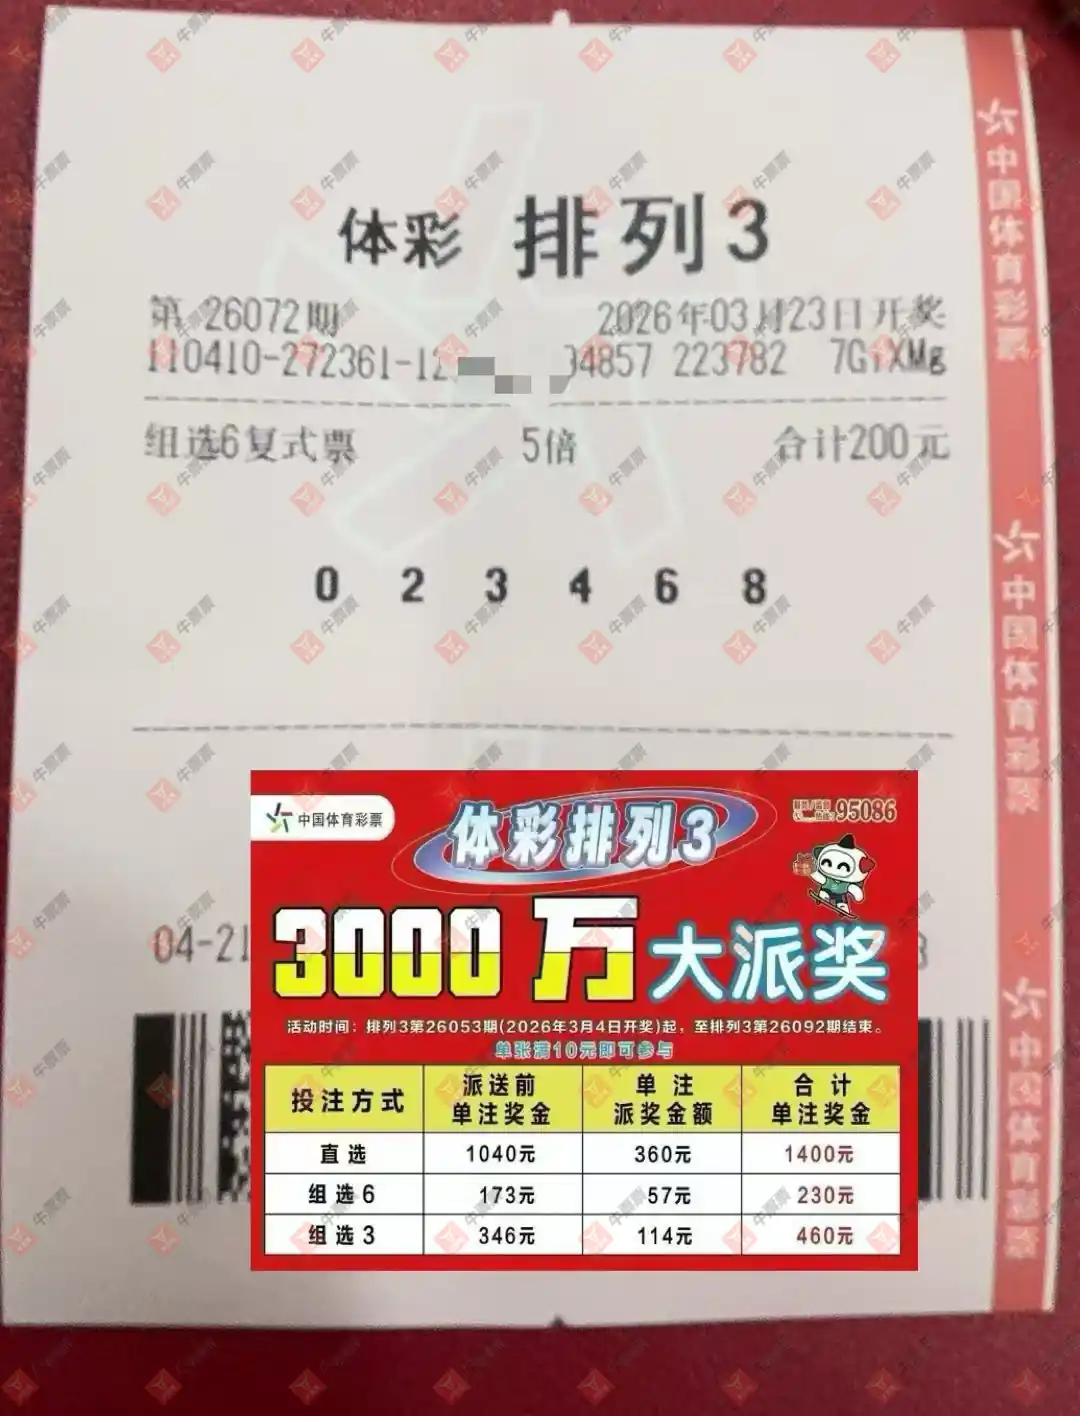 体彩 排列3
第 26072期 2026年03月23日开奖
110410-272361-12 94857 223782 7GTXMg
组选6复式票 5倍 合计200元
0 2 3 4 6 8
04-21
中国体育彩票
中国体育彩票
中国体育彩票
中国体育彩票
体彩排列3
95086
3000万大派奖
活动时间：排列3第26053期(2026年3月4日开奖)起，至排列3第26092期结束。
单张满10元即可参与
投注方式 派送前单注奖金 单注派奖金额 合计单注奖金
直选 1040元 360元 1400元
组选6 173元 57元 230元
组选3 346元 114元 460元
牛票票